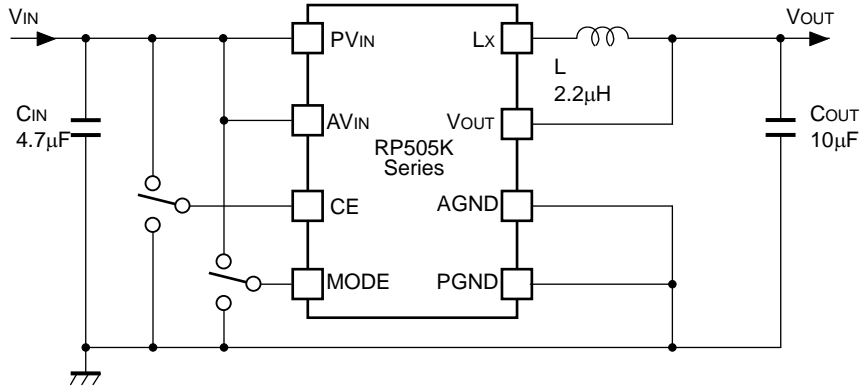 VIN
PVIN
LX
VOUT
L
2.2μH
CIN
4.7μF
AVIN
VOUT
COUT
10μF
RP505K
Series
CE
AGND
MODE
PGND